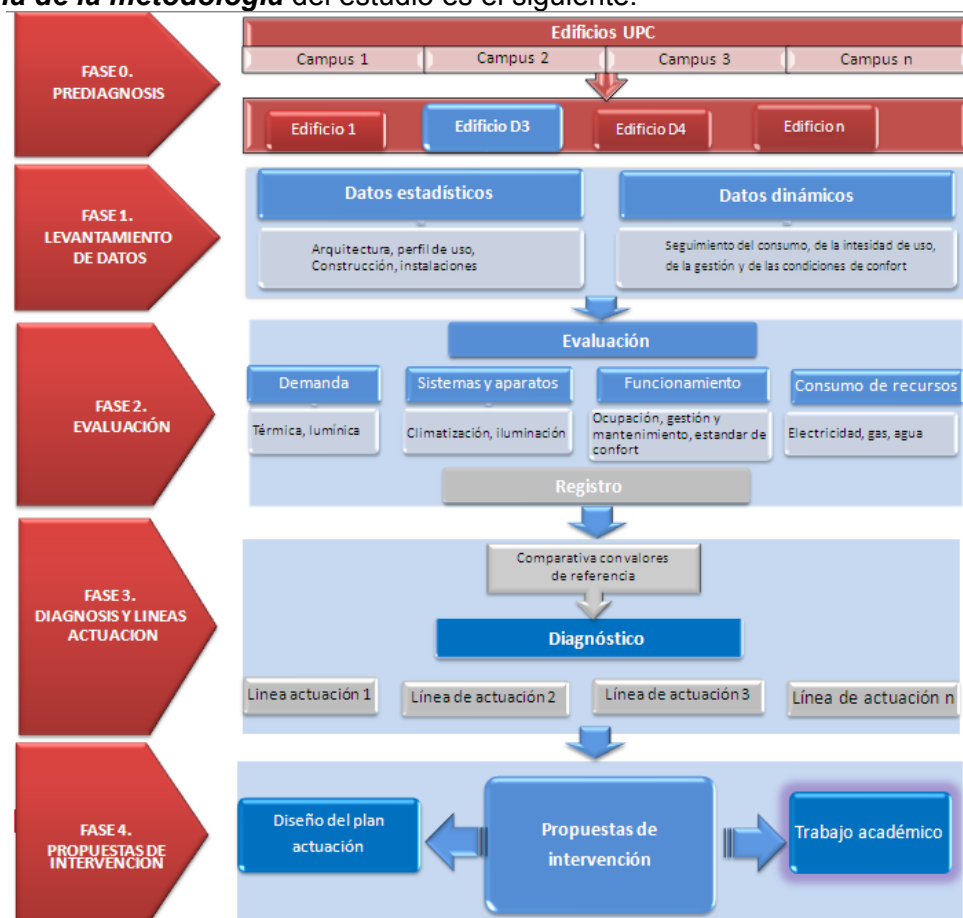 ía de la metodología del estudio es el siguiente:
FASE 0.
PREDIAGNOSIS
Edificios UPC
Campus 1
Campus 2
Campus 3
Campus n
Edificio 1
Edificio D3
Edificio D4
Edificio n
FASE 1.
LEVANTAMIENTO
DE DATOS
Datos estadísticos
Arquitectura, perfil de uso,
Construcción, instalaciones
Datos dinámicos
Seguimiento del consumo, de la intesidad de uso,
de la gestión y de las condiciones de confort
FASE 2.
EVALUACIÓN
Evaluación
Demanda
Térmica, lumínica
Sistemas y aparatos
Climatización, iluminación
Funcionamiento
Ocupación, gestión y
mantenimiento, estandar de
confort
Consumo de recursos
Electricidad, gas, agua
Registro
FASE 3.
DIAGNOSIS Y LINEAS
ACTUACION
Comparativa con valores
de referencia
Diagnóstico
Linea actuación 1
Línea de actuación 2
Línea de actuación 3
Línea de actuación n
FASE 4.
PROPUESTAS DE
INTERVENCIÓN
Diseño del plan
actuación
Propuestas de
intervención
Trabajo académico